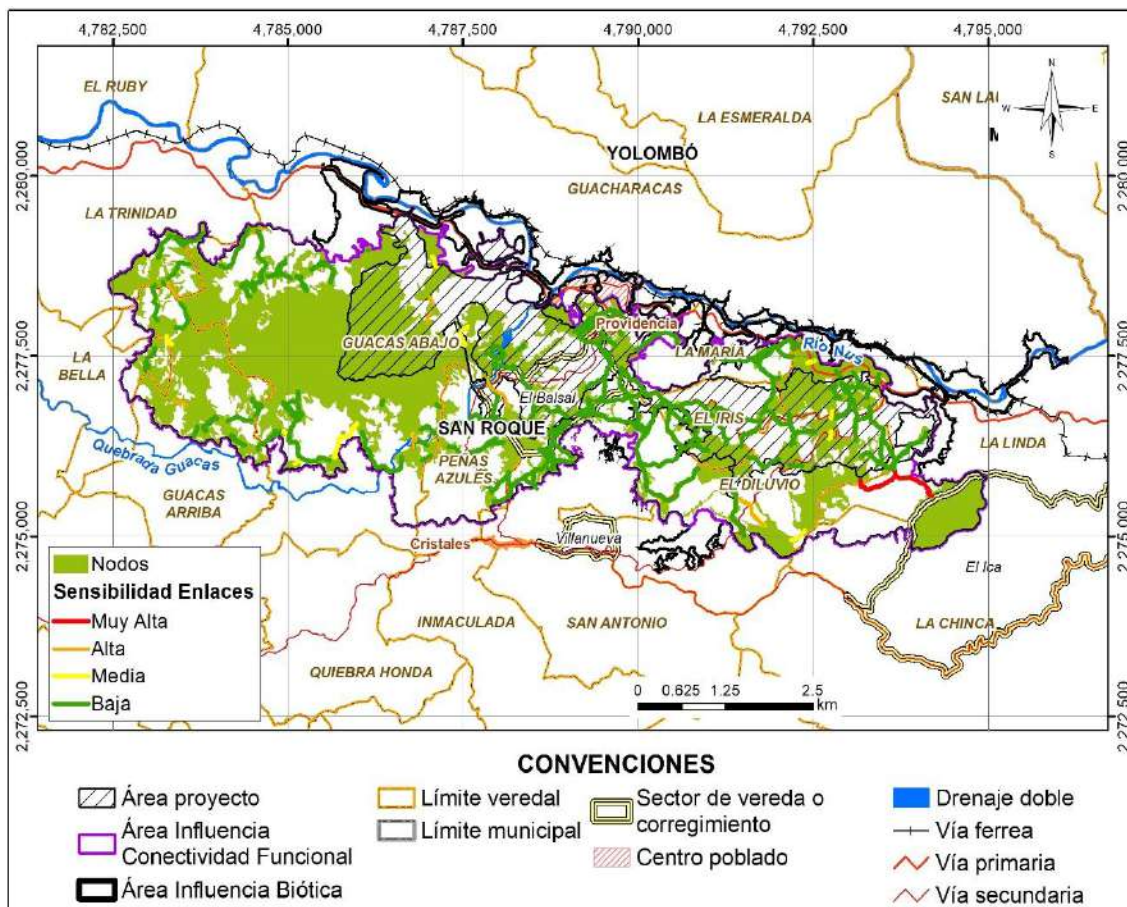 4,782,500
4,785,000
4,787,500
4,790,000
4,792,500
4,795,000
EL RUBY
SAN LAU
N
W E
S
LA ESMERALDA
YOLOMBÓ
2,280,000
2,280,000
GUACHARACAS
LA TRINIDAD
Providencia
GUACAS ABAJO
LA MARIA
Río Nus
2,277,500
2,277,500
LA
BELLA
El Balsal
EL IRIS
SAN ROQUE
LA LINDA
Quebrada Guacas
PEÑAS
AZULES
EL DILUVIO
GUACAS
ARRIBA
2,275,000
2,275,000
Cristales
Villanueva
El Ica
Nodos
Sensibilidad Enlaces
Muy Alta
Alta
Media
Baja
INMACULADA
SAN ANTONIO
LA CHINCA
QUIEBRA HONDA
0 0.625 1.25 2.5
km
2,272,500
2,272,500
CONVENCIONES
Área proyecto
Área Influencia
Conectividad Funcional
Área Influencia Biótica
Límite veredal
Límite municipal
Sector de vereda o
corregimiento
Centro poblado
Drenaje doble
Vía ferrea
Vía primaria
Vía secundaria